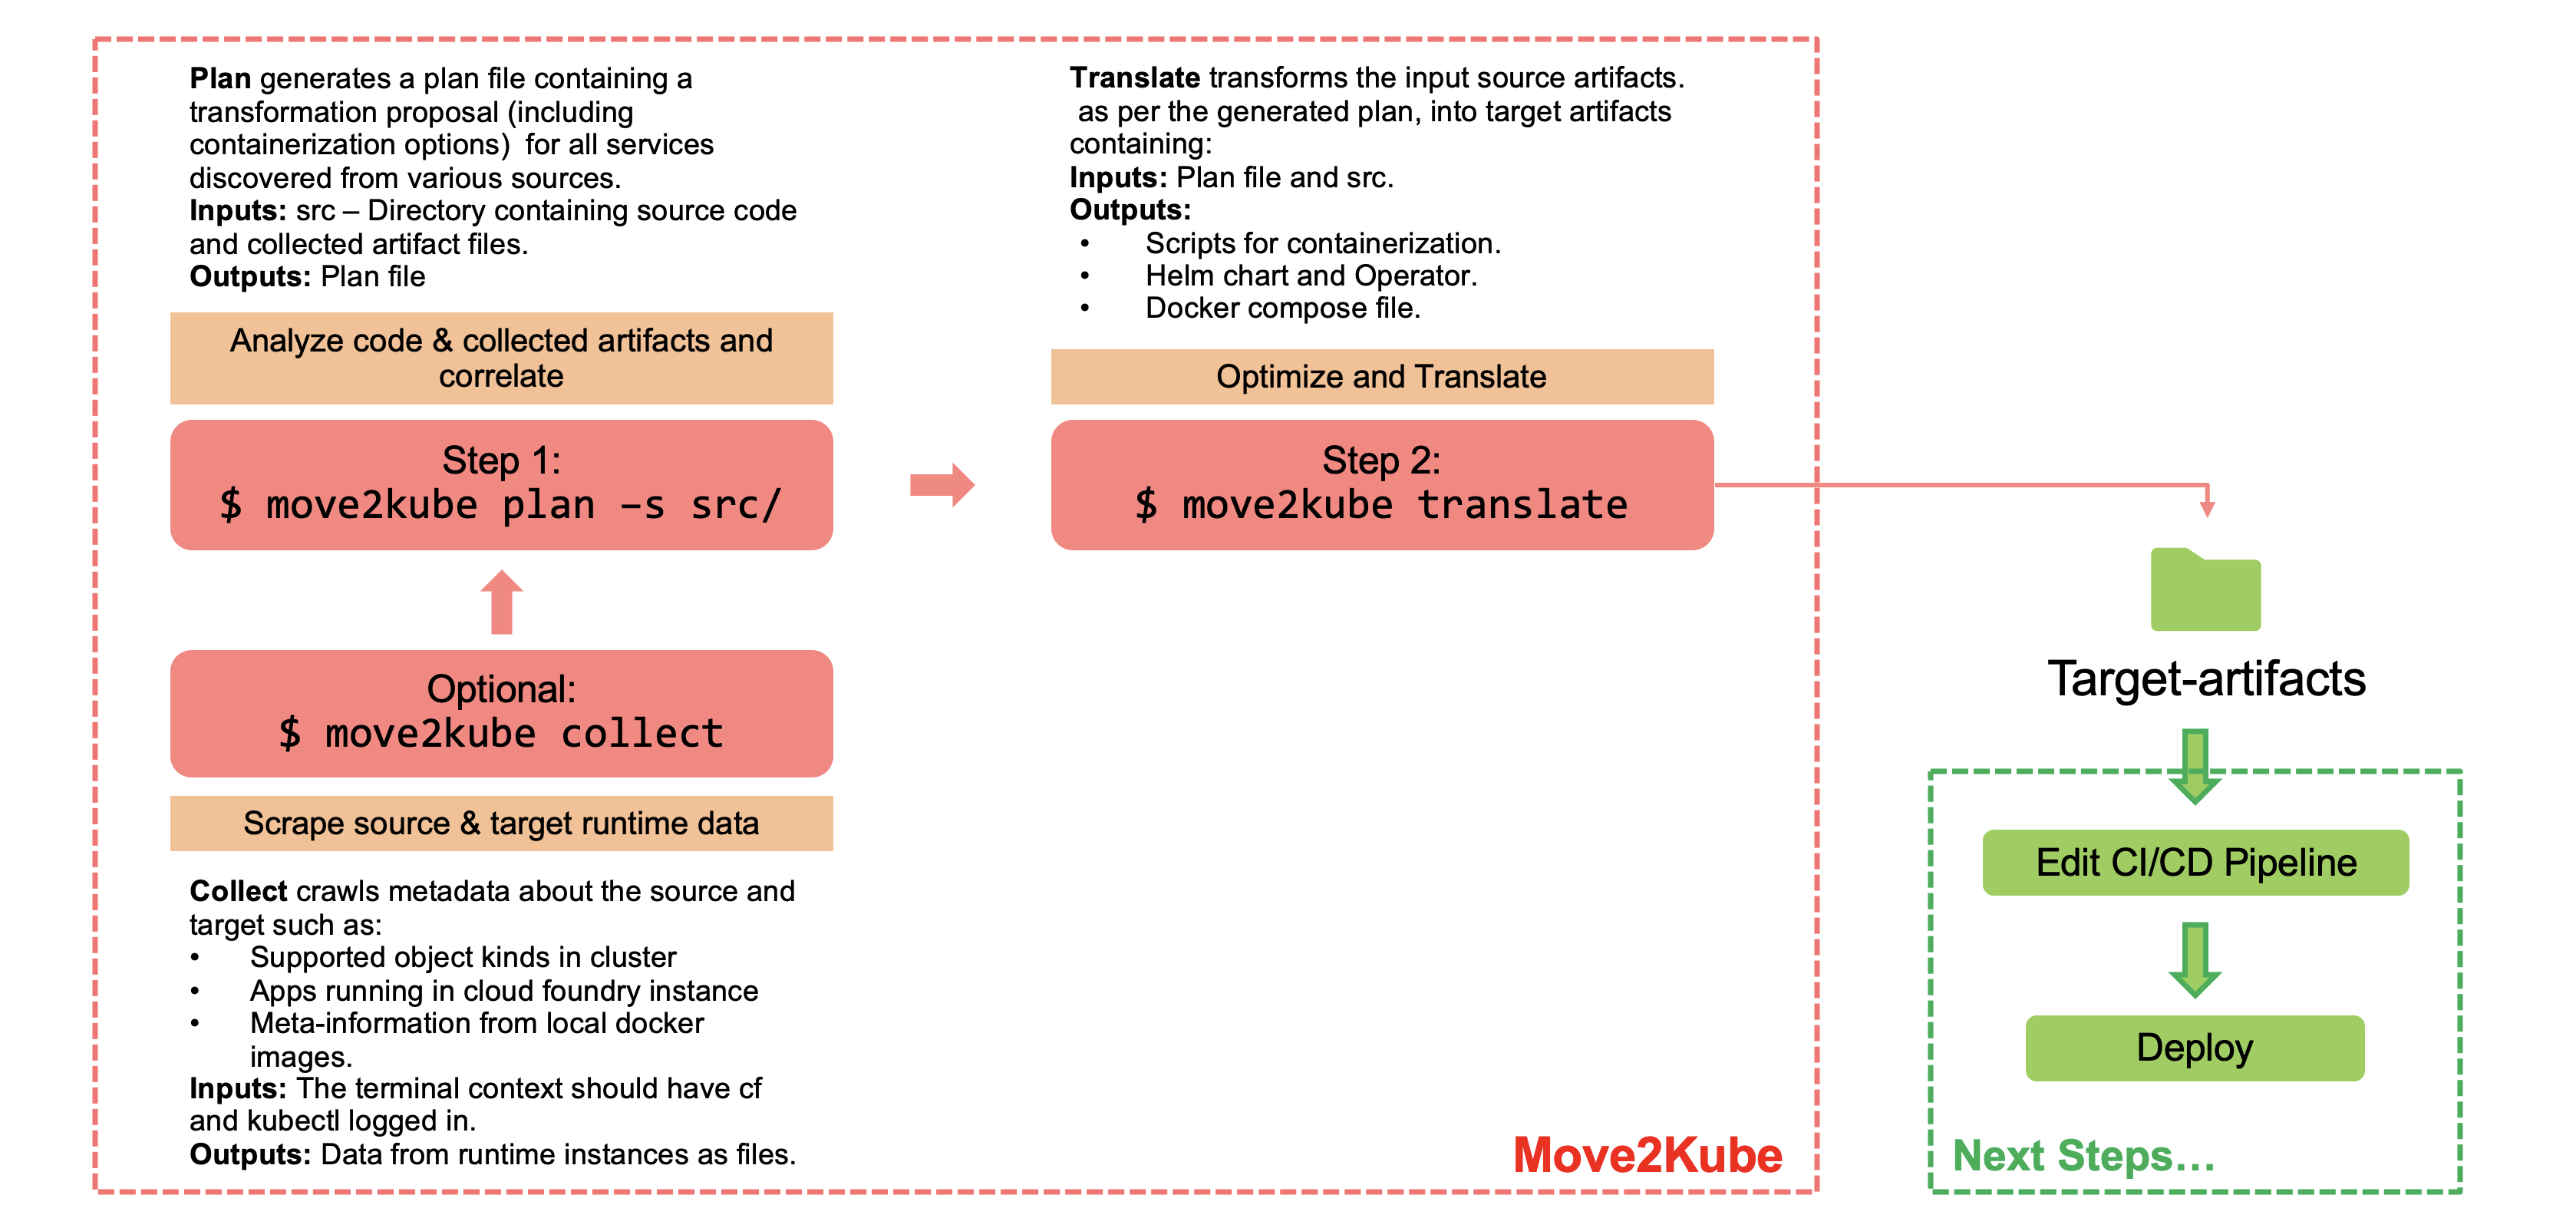 Plan generates a plan file containing a
transformation proposal (including
containerization options)  for all services
discovered from various sources.
Inputs: src – Directory containing source code
and collected artifact files.
Outputs: Plan file
Analyze code & collected artifacts and
correlate
Step 1:
$ move2kube plan –s src/
Optional:
$ move2kube collect
Scrape source & target runtime data
Collect crawls metadata about the source and
target such as:
• Supported object kinds in cluster
• Apps running in cloud foundry instance
• Meta-information from local docker
images.
Inputs: The terminal context should have cf
and kubectl logged in.
Outputs: Data from runtime instances as files.
Translate transforms the input source artifacts.
as per the generated plan, into target artifacts
containing:
Inputs: Plan file and src.
Outputs:
• Scripts for containerization.
• Helm chart and Operator.
• Docker compose file.
Optimize and Translate
Step 2:
$ move2kube translate
Move2Kube
Target-artifacts
Edit CI/CD Pipeline
Deploy
Next Steps...